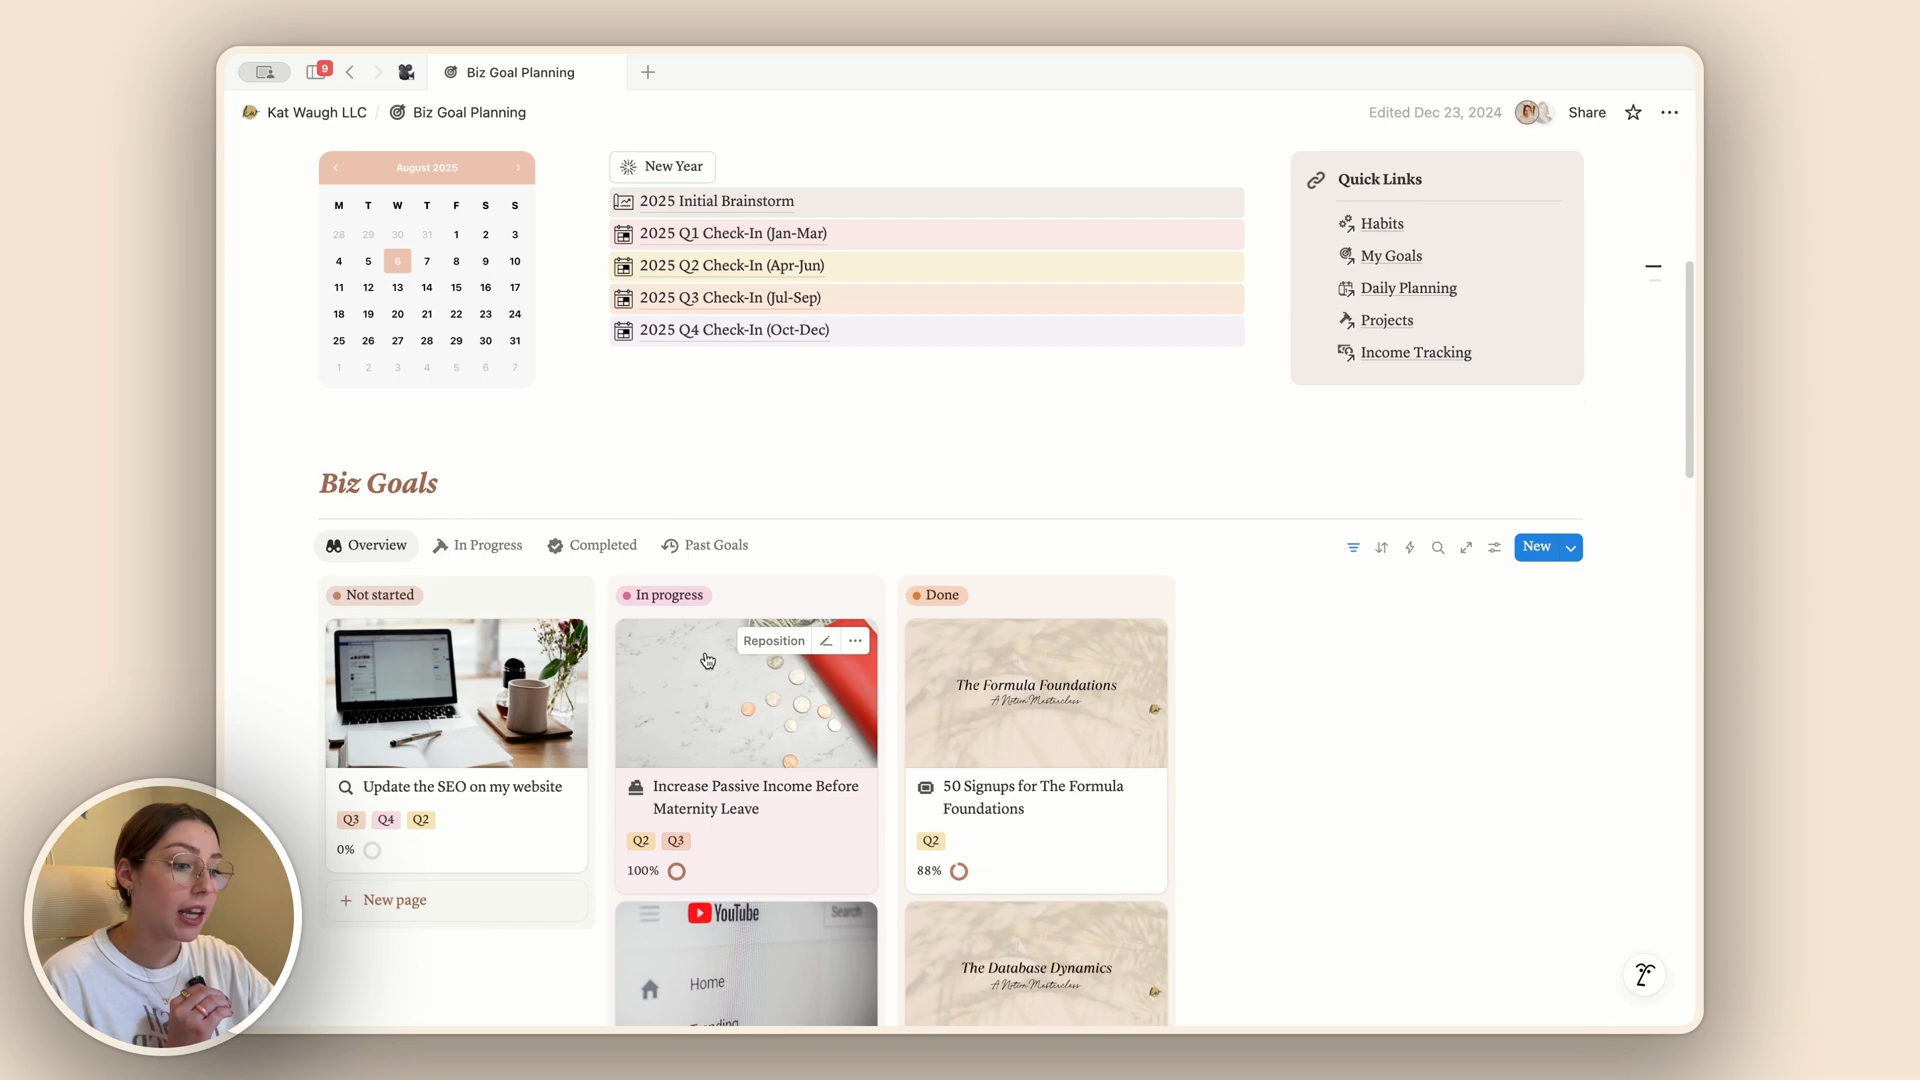 9
Biz Goal Planning
Kat Waugh LLC / Biz Goal Planning
Edited Dec 23, 2024
Share
August 2025
M T W T F S S
28 29 30 31 1 2 3
4 5 6 7 8 9 10
11 12 13 14 15 16 17
18 19 20 21 22 23 24
25 26 27 28 29 30 31
1 2 3 4 5 6 7
New Year
2025 Initial Brainstorm
2025 Q1 Check-In (Jan-Mar)
2025 Q2 Check-In (Apr-Jun)
2025 Q3 Check-In (Jul-Sep)
2025 Q4 Check-In (Oct-Dec)
Quick Links
Habits
My Goals
Daily Planning
Projects
Income Tracking
Biz Goals
Overview
In Progress
Completed
Past Goals
New
Not started
Update the SEO on my website
Q3 Q4 Q2
0%
New page
In progress
Reposition
Increase Passive Income Before
Maternity Leave
Q2 Q3
100%
YouTube
Search
Home
Trending
Done
The Formula Foundations
A Notion Masterclass
50 Signups for The Formula
Foundations
Q2
88%
The Database Dynamics
A Notion Masterclass